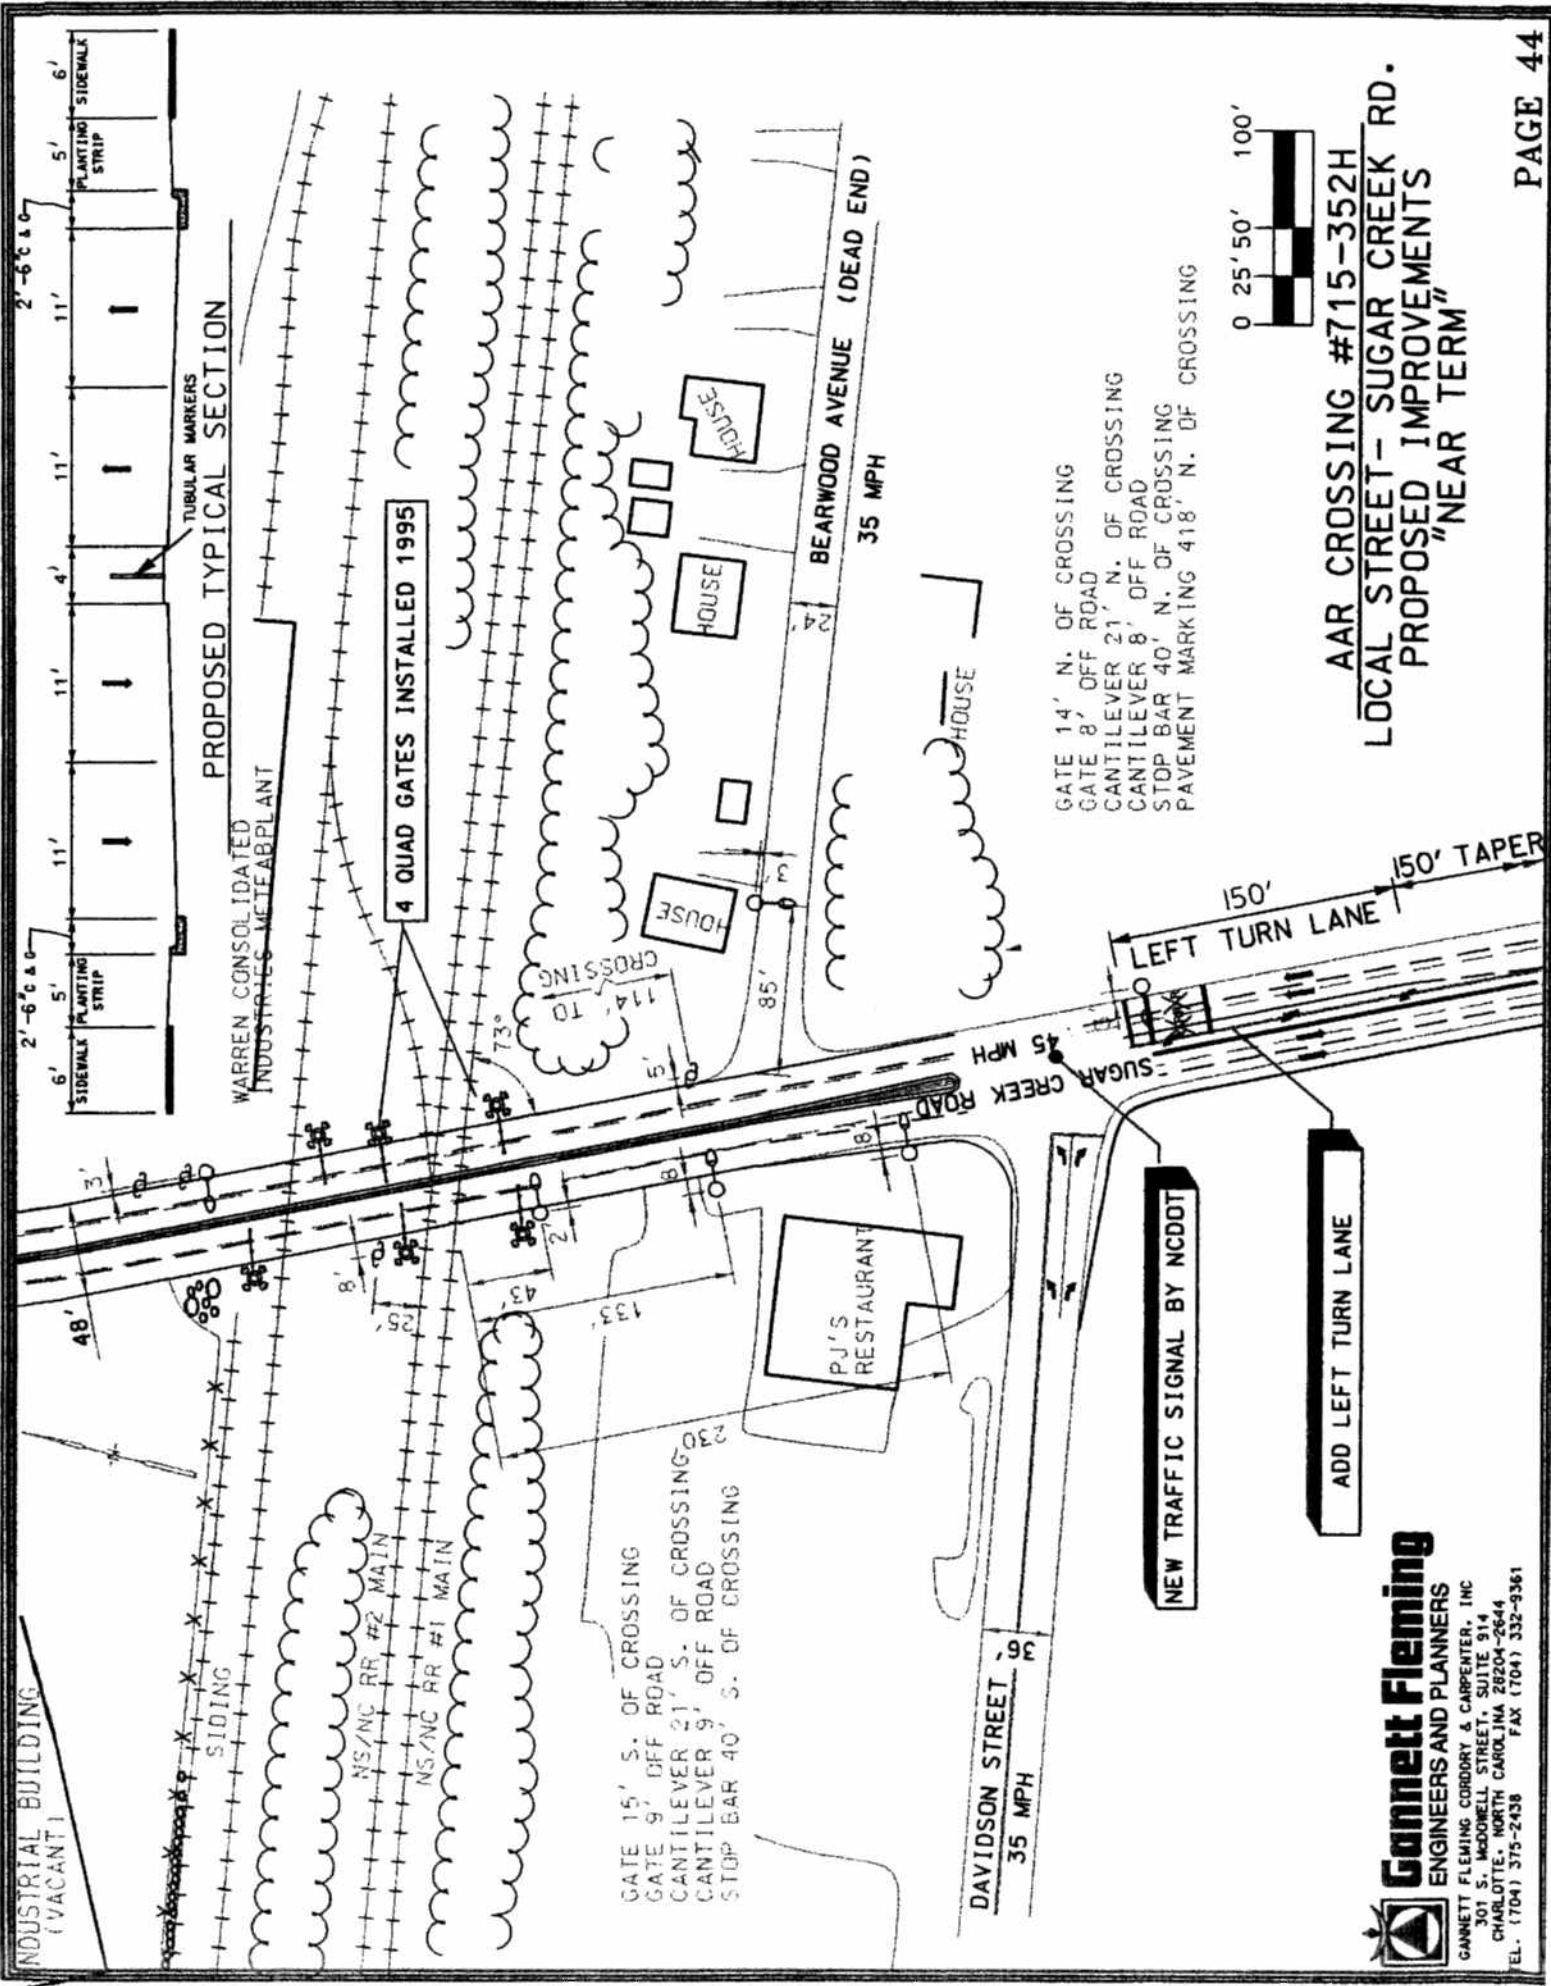 2'-6" C & G
2'-6" C & G
6'
5'
11'
11'
4'
11'
11'
5'
6'
SIDEWALK
PLANTING
STRIP
PLANTING
STRIP
SIDEWALK
TUBULAR MARKERS
PROPOSED TYPICAL SECTION
INDUSTRIAL BUILDING
(VACANT)
WARREN CONSOLIDATED
INDUSTRIES METEABPLANT
4 QUAD GATES INSTALLED 1995
SIDING
NS/NC RR #2 MAIN
NS/NC RR #1 MAIN
48'
3'
8'
25'
43'
2'
133'
8
230
8'
73°
5'
114' TO
CROSSING
85'
3'
HOUSE
HOUSE
HOUSE
HOUSE
24'
BEARWOOD AVENUE (DEAD END)
35 MPH
PJ'S
RESTAURANT
SUGAR CREEK ROAD
45 MPH
GATE 15' S. OF CROSSING
GATE 9' OFF ROAD
CANTILEVER 21' S. OF CROSSING
CANTILEVER 9' OFF ROAD
STOP BAR 40' S. OF CROSSING
GATE 14' N. OF CROSSING
GATE 8' OFF ROAD
CANTILEVER 21' N. OF CROSSING
CANTILEVER 8' OFF ROAD
STOP BAR 40' N. OF CROSSING
PAVEMENT MARKING 418' N. OF CROSSING
DAVIDSON STREET
35 MPH
36'
150'
LEFT TURN LANE
150' TAPER
NEW TRAFFIC SIGNAL BY NCDOT
ADD LEFT TURN LANE
0 25' 50' 100'
AAR CROSSING #715-352H
LOCAL STREET- SUGAR CREEK RD.
PROPOSED IMPROVEMENTS
"NEAR TERM"
Gannett Fleming
ENGINEERS AND PLANNERS
GANNETT FLEMING CORDDRY & CARPENTER, INC
301 S. McDOWELL STREET, SUITE 914
CHARLOTTE, NORTH CAROLINA 28204-2644
TEL. (704) 375-2438 FAX (704) 332-9361
PAGE 44